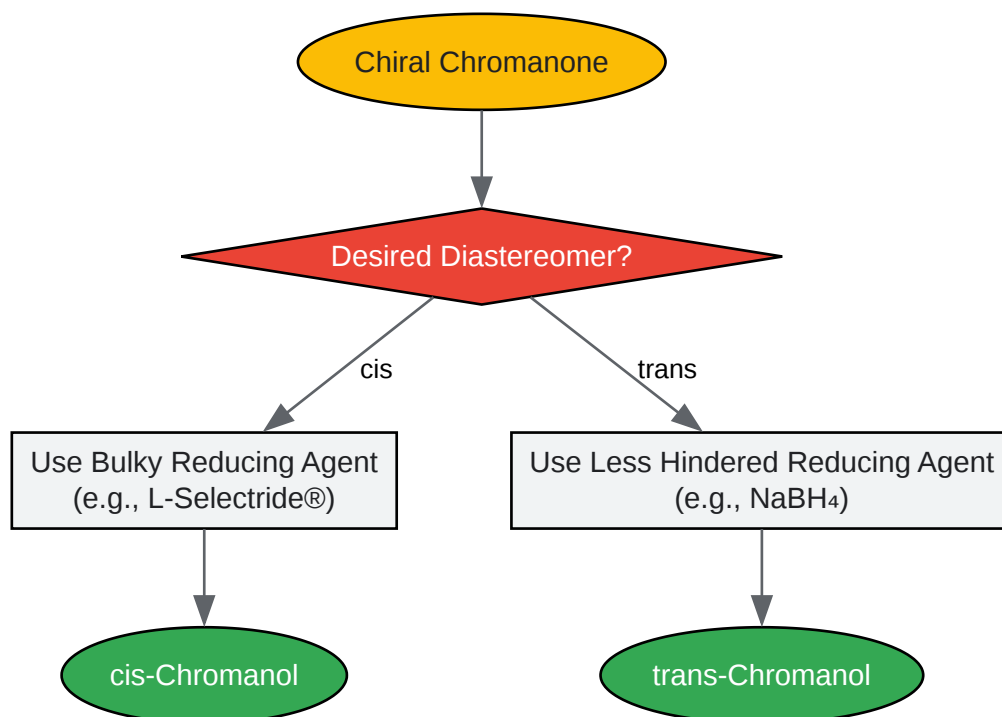 Chiral Chromanone
Desired Diastereomer?
cis
trans
Use Bulky Reducing Agent
(e.g., L-Selectride®)
Use Less Hindered Reducing Agent
(e.g., NaBH₄)
cis-Chromanol
trans-Chromanol